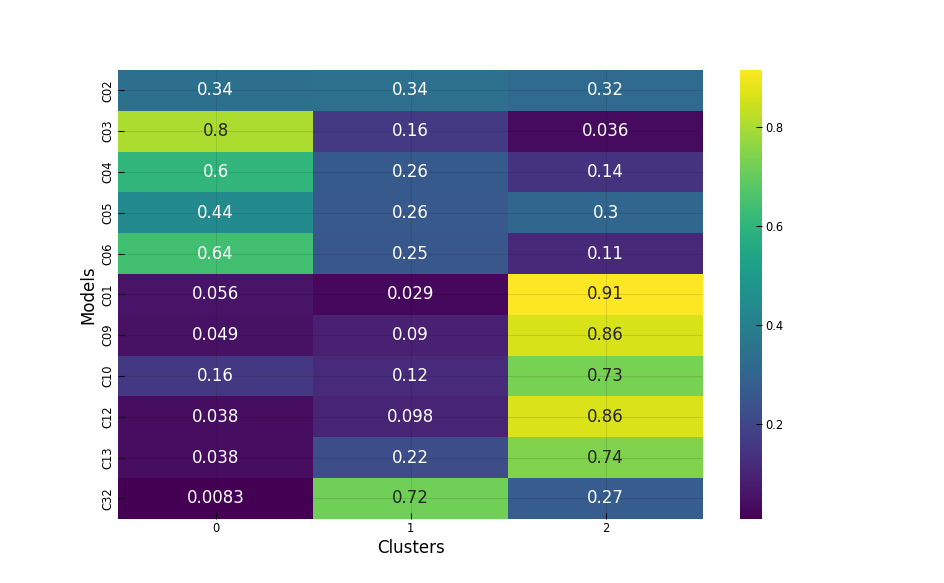 C02 0.34 0.34 0.32
C03 0.8 0.16 0.036 0.8
C04 0.6 0.26 0.14
C05 0.44 0.26 0.3 0.6
C06 0.64 0.25 0.11
Models
C01 0.056 0.029 0.91
C09 0.049 0.09 0.86 0.4
C10 0.16 0.12 0.73
C12 0.038 0.098 0.86 0.2
C13 0.038 0.22 0.74
C32 0.0083 0.72 0.27
0 1 2
Clusters